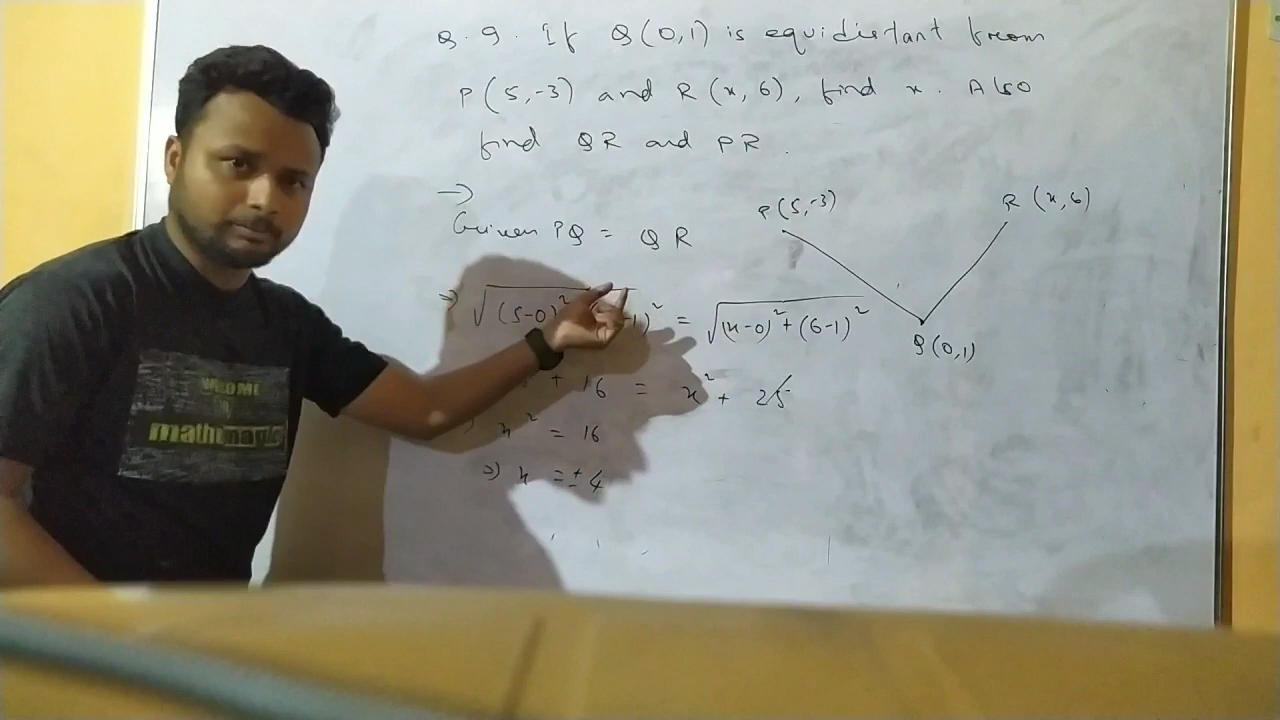 Q.9. If Q(0,1) is equidistant from
P(5,-3) and R(x,6), find x. Also
find QR and PR.
→
Given PQ = QR
P(5,-3)
R(x,6)
Q(0,1)
⇒ √(5-0)² -1)² = √(x-0)²+(6-1)²
+ 16 = x² + 25
x² = 16
⇒ x = ± 4
mathmagic